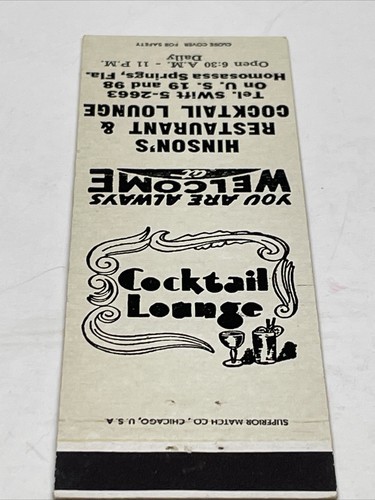 Cocktail
Lounge
SUPERIOR MATCH CO., CHICAGO, U.S.A
YOU ARE ALWAYS
WELCOME
at
HINSON'S
RESTAURANT &
COCKTAIL LOUNGE
Tel. SWift 5-2663
On U. S. 19 and 98
Homosassa Springs, Fla.
Open 6:30 A.M. - 11 P.M.
Daily
CLOSE COVER FOR SAFETY